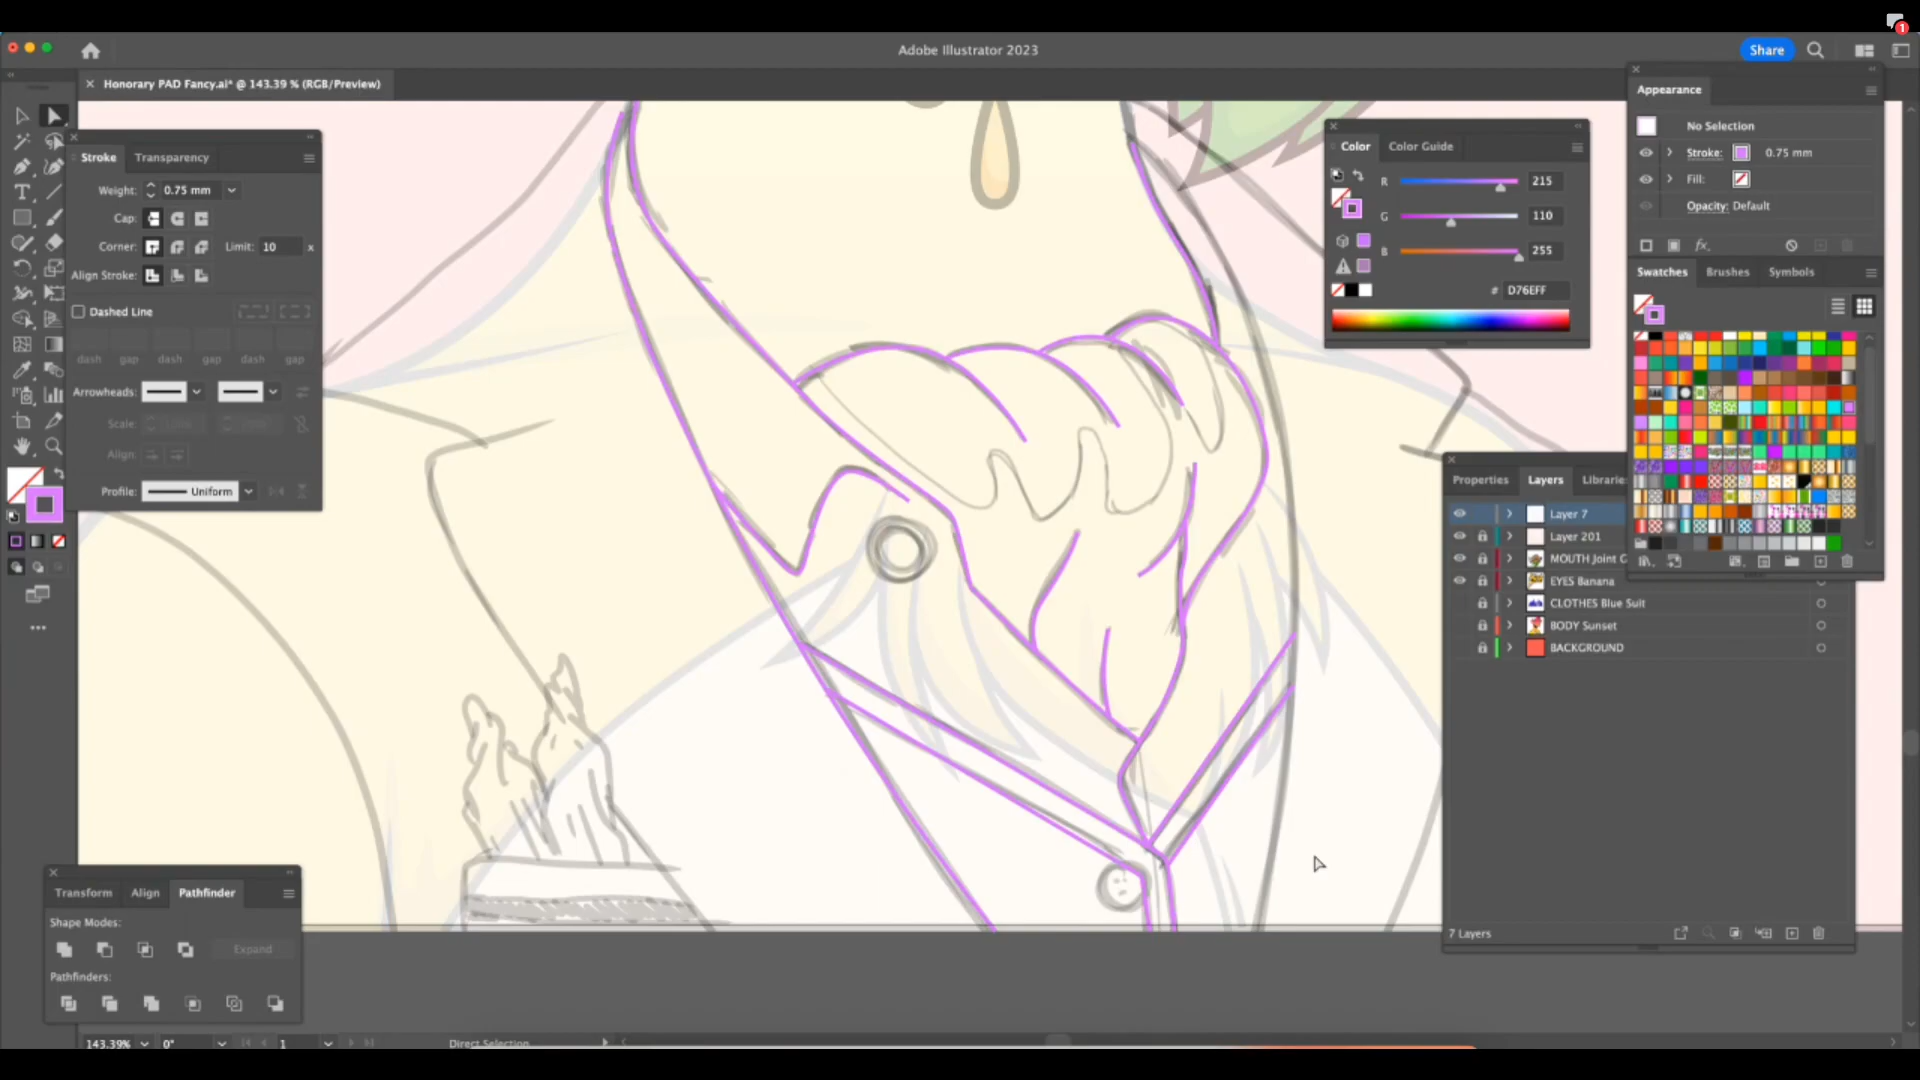 1
Adobe Illustrator 2023
Share
Honorary PAD Fancy.ai* @ 143.39 % (RGB/Preview)
Stroke
Transparency
Weight:
0.75 mm
Cap:
Corner:
Limit:
10
x
Align Stroke:
Dashed Line
dash
gap
dash
gap
dash
gap
Arrowheads:
Scale:
Align:
Profile:
Uniform
Transform
Align
Pathfinder
Shape Modes:
Expand
Pathfinders:
143.39%
0°
1
Direct Selection
Color
Color Guide
R
215
G
110
B
255
#
D76EFF
Appearance
No Selection
Stroke:
0.75 mm
Fill:
Opacity: Default
fx.
Swatches
Brushes
Symbols
Properties
Layers
Librarie
Layer 7
Layer 201
MOUTH Joint G
EYES Banana
CLOTHES Blue Suit
BODY Sunset
BACKGROUND
7 Layers